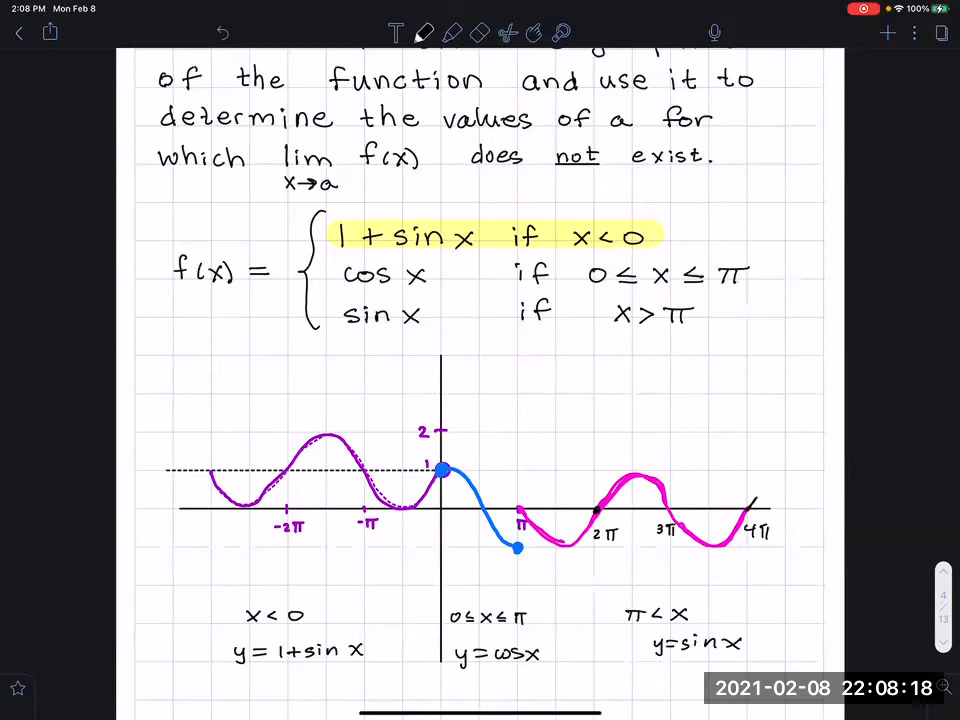 2:08 PM Mon Feb 8
100%
of the function and use it to
determine the values of a for
which lim f(x) does not exist.
x→a
1 + sin x if x < 0
f(x) = cos x if 0 ≤ x ≤ π
sin x if x > π
2
1
-2π -π π 2π 3π 4π
x < 0 0 ≤ x ≤ π π < x
y = 1 + sin x y = cos x y = sin x
4
/
13
2021-02-08 22:08:18